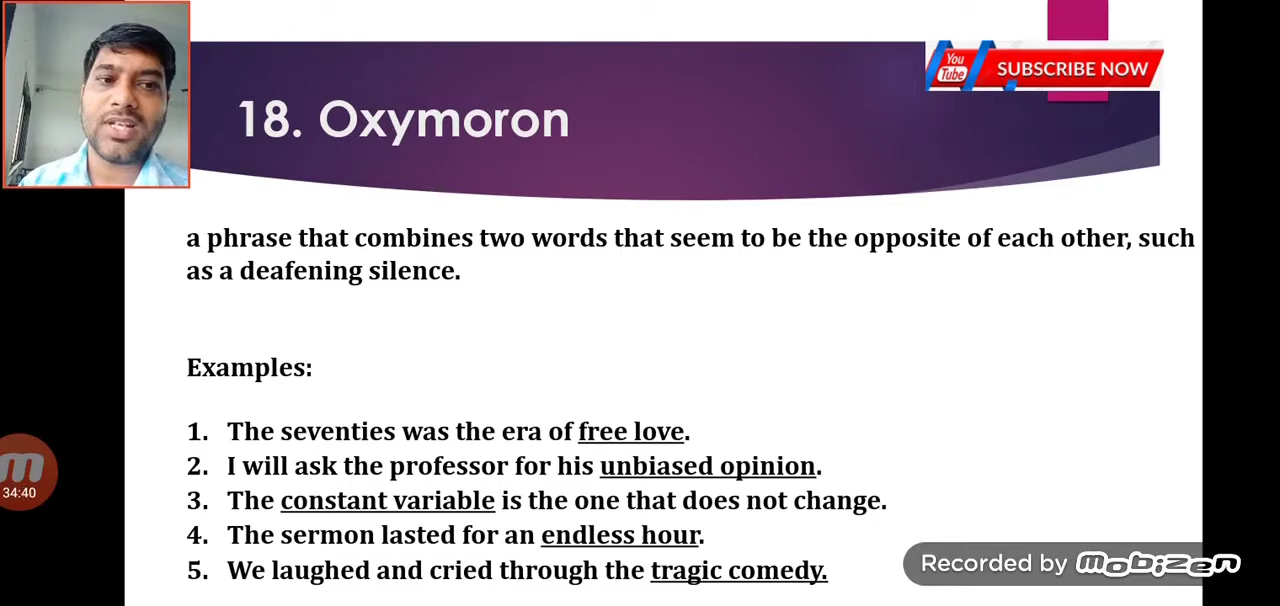 You
Tube
SUBSCRIBE NOW
18. Oxymoron
a phrase that combines two words that seem to be the opposite of each other, such
as a deafening silence.
Examples:
1. The seventies was the era of free love.
2. I will ask the professor for his unbiased opinion.
3. The constant variable is the one that does not change.
4. The sermon lasted for an endless hour.
5. We laughed and cried through the tragic comedy.
m
34:40
Recorded by mobizen